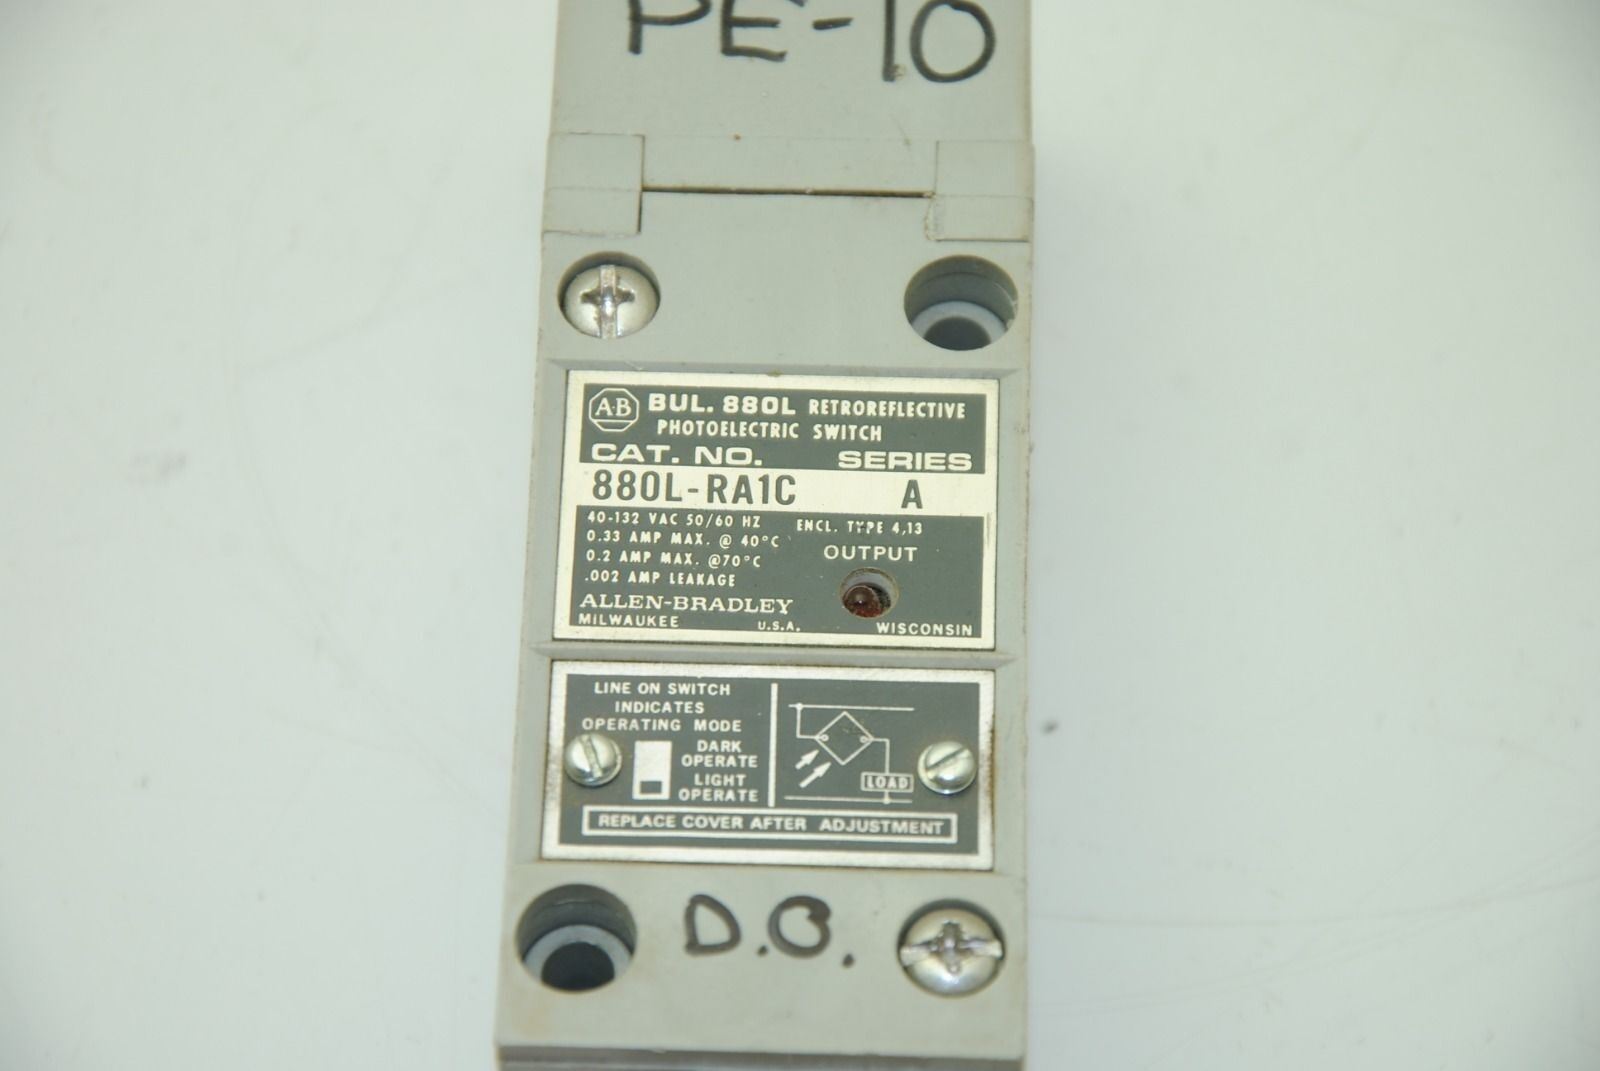 PE-10
A-B BUL. 880L RETROREFLECTIVE
PHOTOELECTRIC SWITCH
CAT. NO. SERIES
880L-RA1C A
40-132 VAC 50/60 HZ ENCL. TYPE 4,13
0.33 AMP MAX. @ 40°C
0.2 AMP MAX. @70°C
.002 AMP LEAKAGE
OUTPUT
ALLEN-BRADLEY
MILWAUKEE U.S.A. WISCONSIN
LINE ON SWITCH
INDICATES
OPERATING MODE
DARK
OPERATE
LIGHT
OPERATE
LOAD
REPLACE COVER AFTER ADJUSTMENT
D.O.